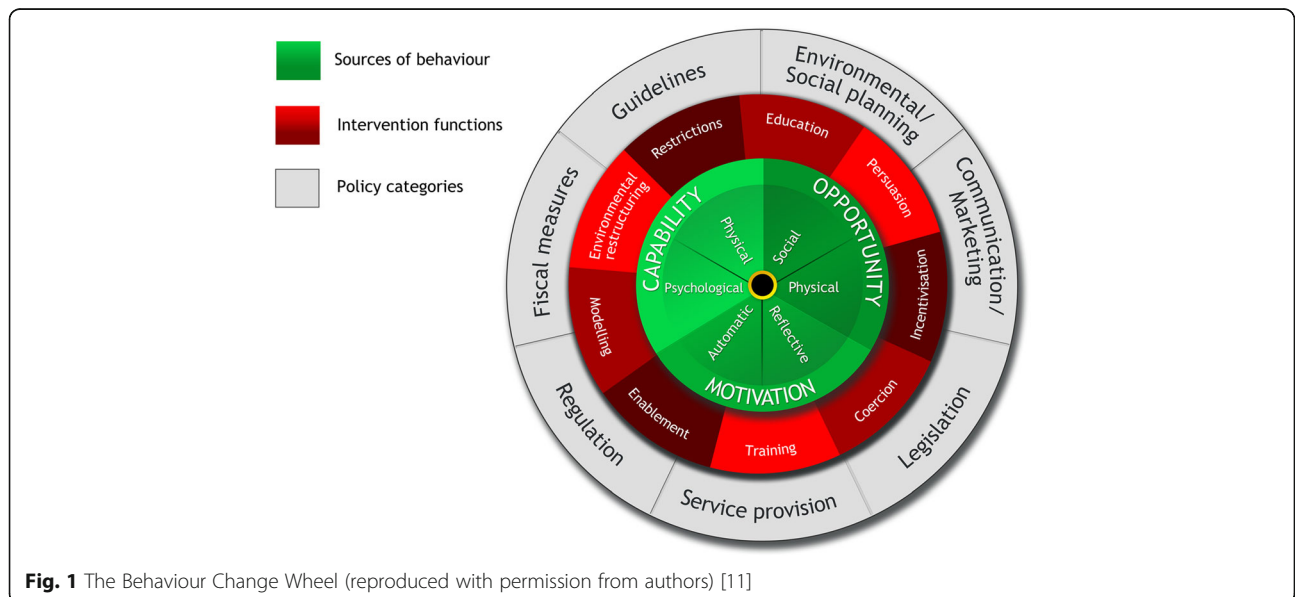 Sources of behaviour
Intervention functions
Policy categories
Guidelines
Environmental/
Social planning
Communication/
Marketing
Legislation
Service provision
Regulation
Fiscal measures
Restrictions
Education
Persuasion
Incentivisation
Coercion
Training
Enablement
Modelling
Environmental
restructuring
CAPABILITY
OPPORTUNITY
MOTIVATION
Physical
Social
Physical
Reflective
Automatic
Psychological
Fig. 1 The Behaviour Change Wheel (reproduced with permission from authors) [11]